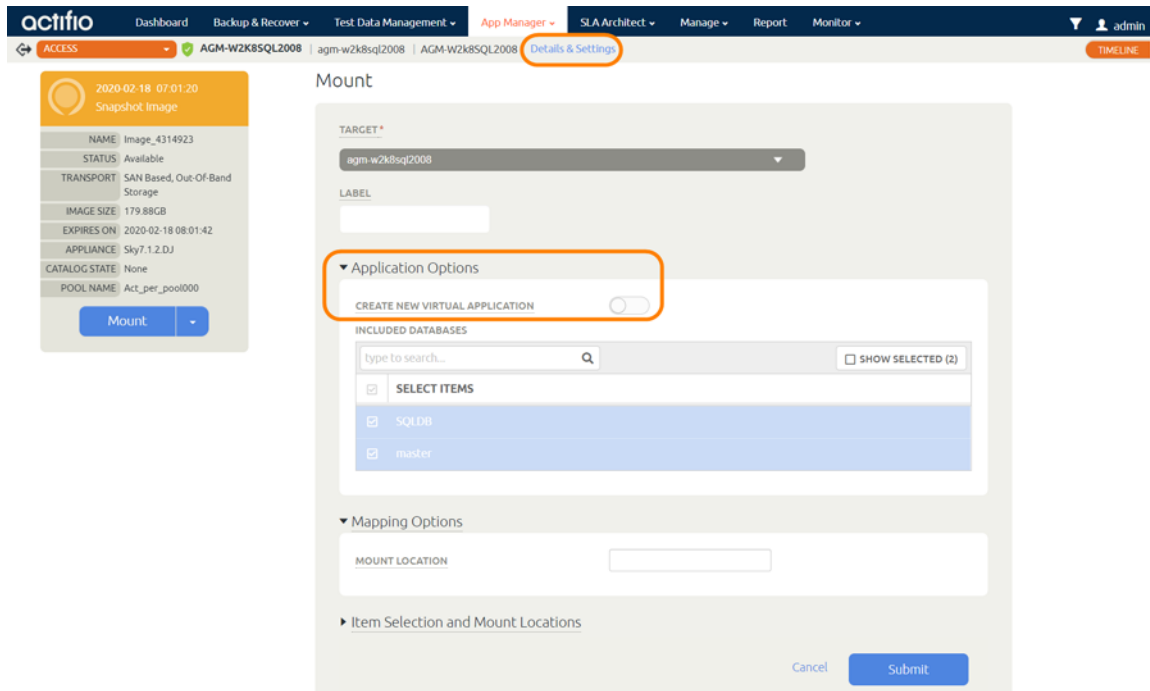 actifio Dashboard Backup & Recover Test Data Management App Manager SLA Architect Manage Report Monitor admin
ACCESS AGM-W2K8SQL2008 | agm-w2k8sql2008 | AGM-W2k8SQL2008 Details & Settings TIMELINE
2020-02-18 07:01:20
Snapshot Image
NAME Image_4314923
STATUS Available
TRANSPORT SAN Based, Out-Of-Band
Storage
IMAGE SIZE 179.88GB
EXPIRES ON 2020-02-18 08:01:42
APPLIANCE Sky7.1.2.DJ
CATALOG STATE None
POOL NAME Act_per_pool000
Mount
Mount
TARGET*
agm-w2k8sql2008
LABEL
Application Options
CREATE NEW VIRTUAL APPLICATION
INCLUDED DATABASES
type to search...
SHOW SELECTED (2)
SELECT ITEMS
SQLDB
master
Mapping Options
MOUNT LOCATION
Item Selection and Mount Locations
Cancel Submit